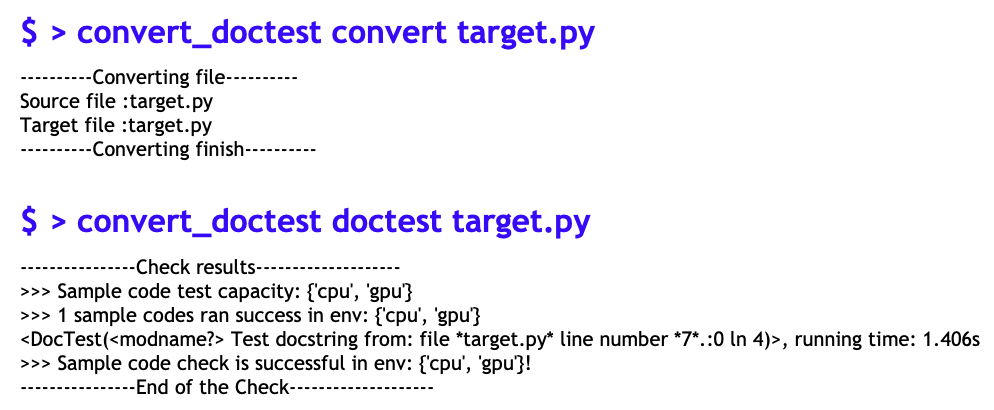 $ > convert_doctest convert target.py
----------Converting file----------
Source file :target.py
Target file :target.py
----------Converting finish----------
$ > convert_doctest doctest target.py
----------------Check results--------------------
>>> Sample code test capacity: {'cpu', 'gpu'}
>>> 1 sample codes ran success in env: {'cpu', 'gpu'}
<DocTest(<modname?> Test docstring from: file *target.py* line number *7*.:0 ln 4)>, running time: 1.406s
>>> Sample code check is successful in env: {'cpu', 'gpu'}!
----------------End of the Check--------------------